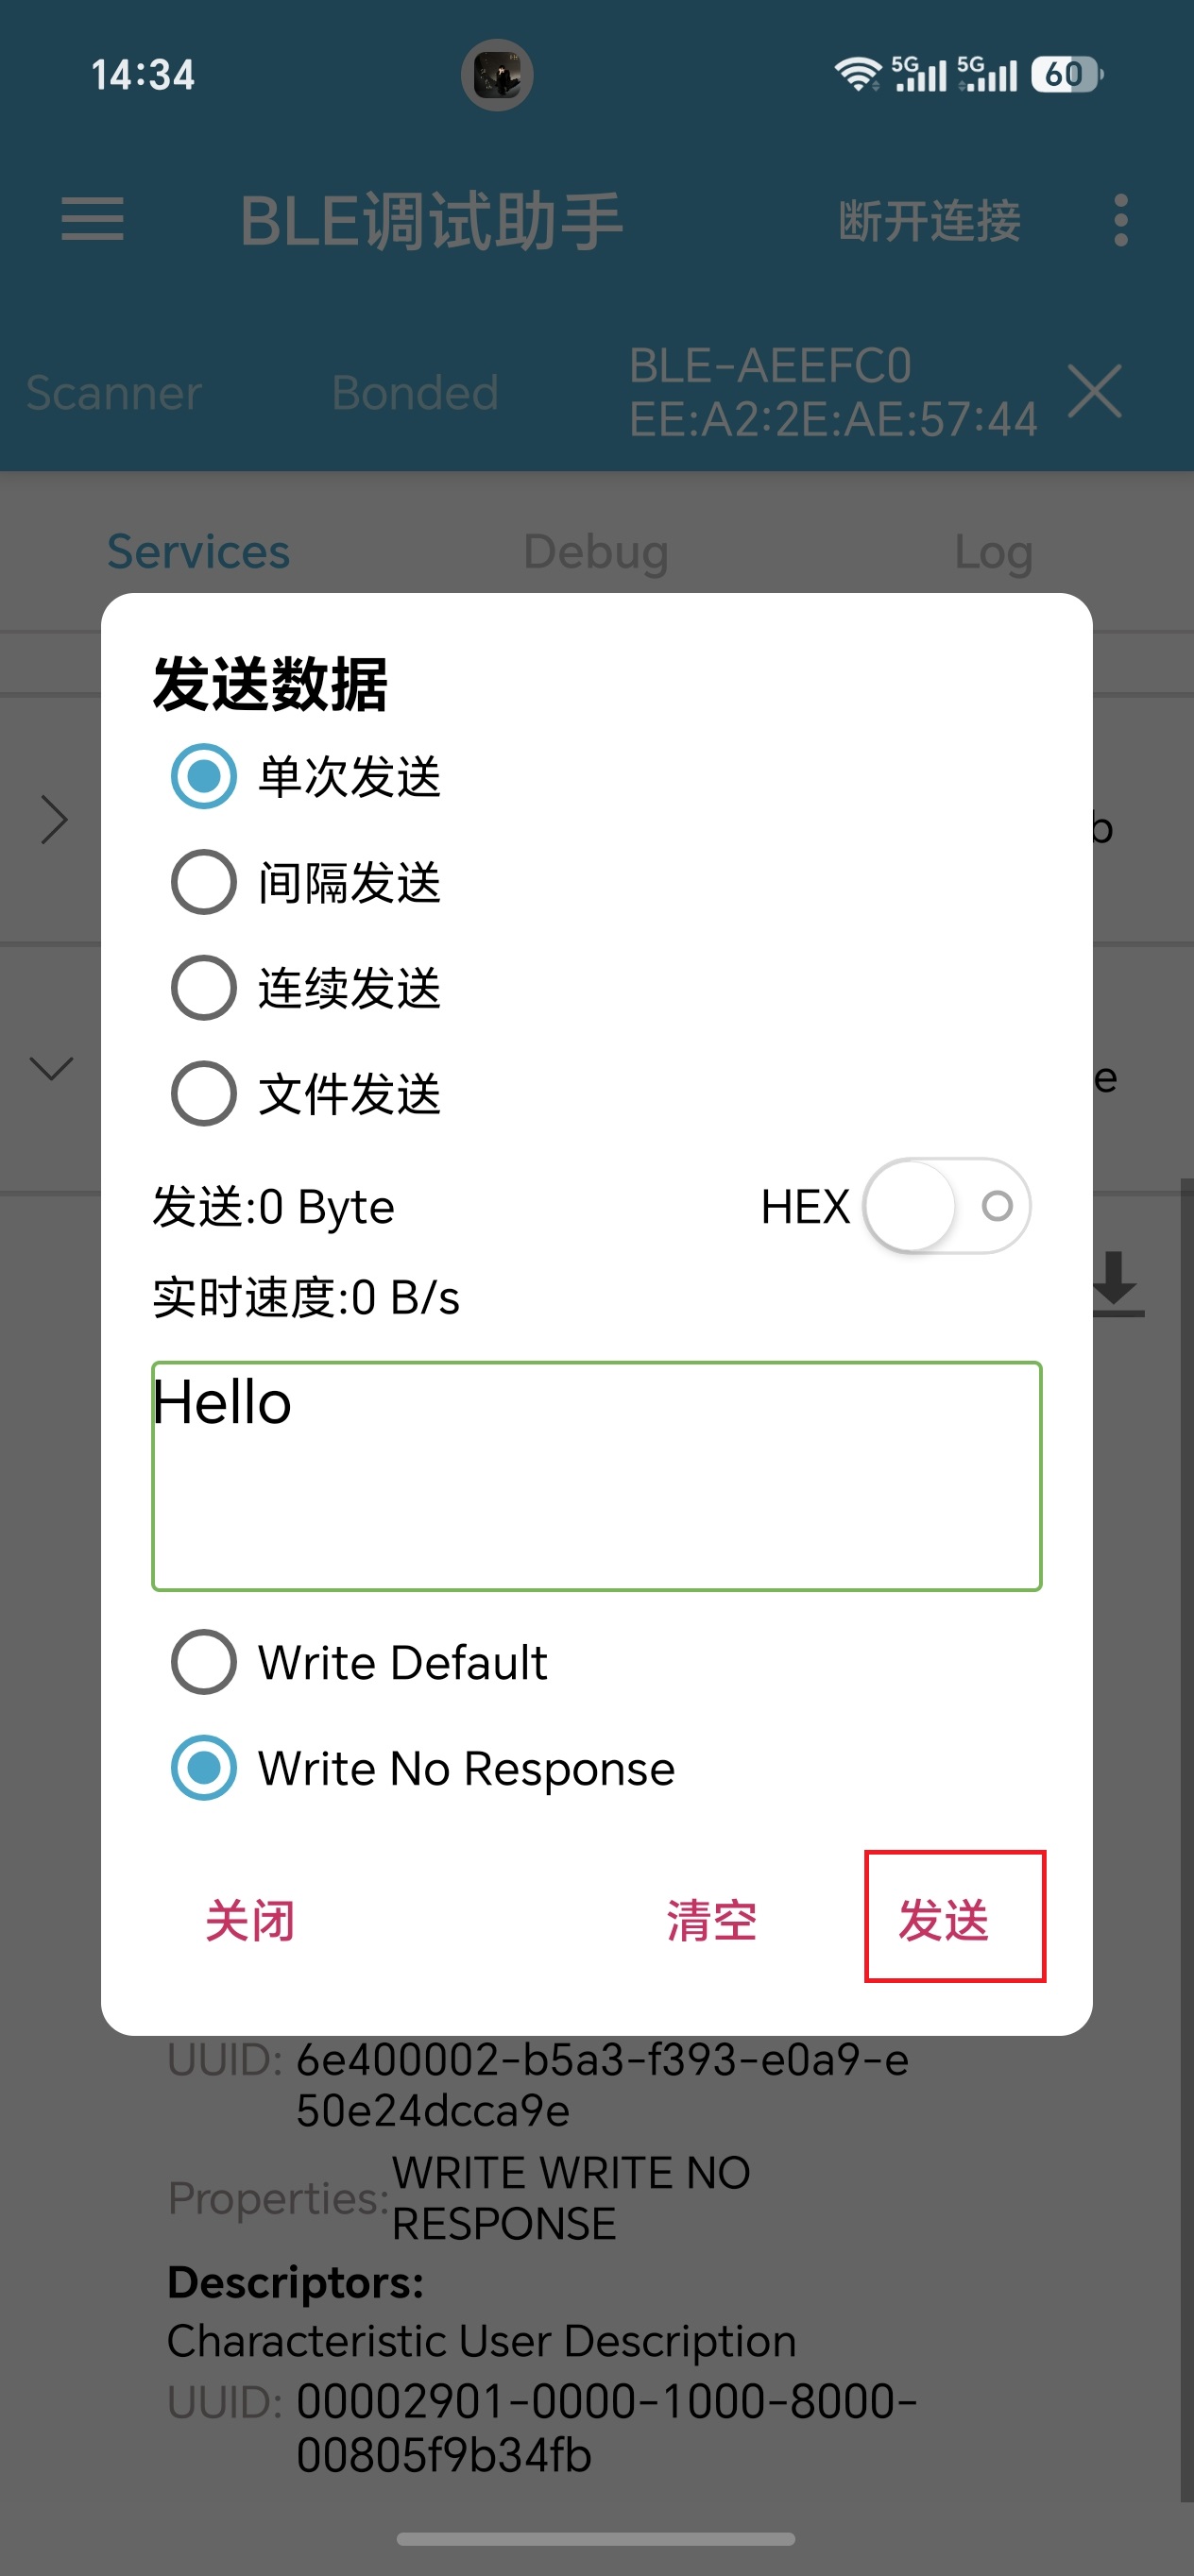 14:34
5G 5G 60
BLE调试助手 断开连接
Scanner Bonded BLE-AEEFC0
EE:A2:2E:AE:57:44
Services Debug Log
发送数据
单次发送
b
间隔发送
连续发送
e
文件发送
发送:0 Byte HEX
实时速度:0 B/s
Hello
Write Default
Write No Response
关闭 清空 发送
UUID: 6e400002-b5a3-f393-e0a9-e
50e24dcca9e
Properties: WRITE WRITE NO
RESPONSE
Descriptors:
Characteristic User Description
UUID: 00002901-0000-1000-8000-
00805f9b34fb